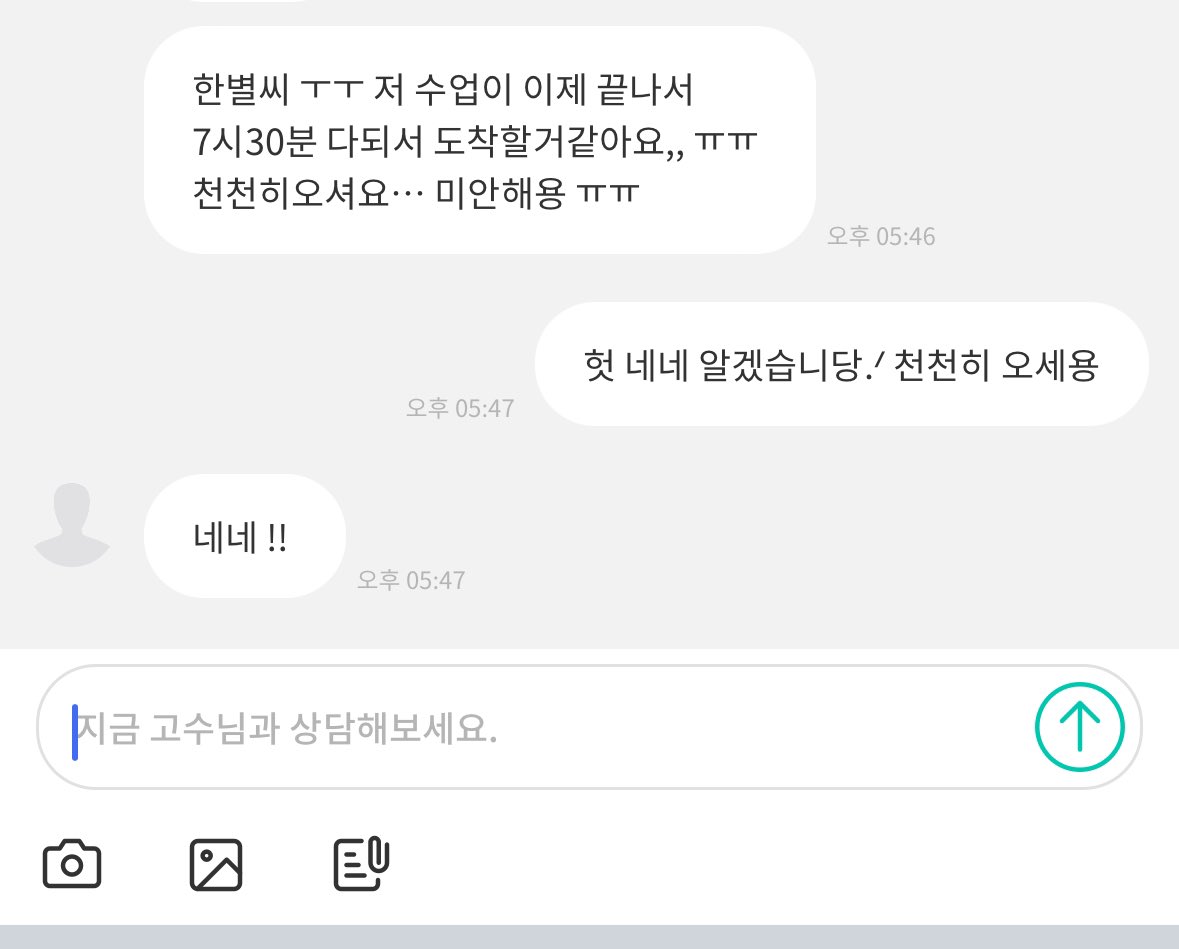 한별씨 ㅜㅜ 저 수업이 이제 끝나서
7시30분 다되서 도착할거같아요,, ㅠㅠ
천천히오셔요… 미안해용 ㅠㅠ
오후 05:46
헛 네네 알겠습니당.ᐟ 천천히 오세용
오후 05:47
네네 !!
오후 05:47
지금 고수님과 상담해보세요.